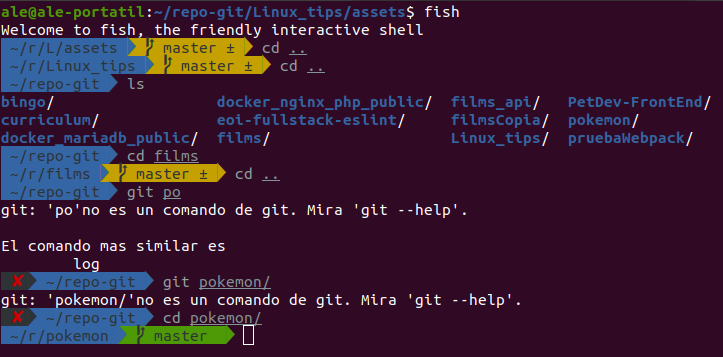 ale@ale-portatil:~/repo-git/Linux_tips/assets$ fish
Welcome to fish, the friendly interactive shell
~/r/L/assets master ± cd ..
~/r/Linux_tips master ± cd ..
~/repo-git ls
bingo/ docker_nginx_php_public/ films_api/ PetDev-FrontEnd/
curriculum/ eoi-fullstack-eslint/ filmsCopia/ pokemon/
docker_mariadb_public/ films/ Linux_tips/ pruebaWebpack/
~/repo-git cd films
~/r/films master ± cd ..
~/repo-git git po
git: 'po'no es un comando de git. Mira 'git --help'.
El comando mas similar es
log
✘ ~/repo-git git pokemon/
git: 'pokemon/'no es un comando de git. Mira 'git --help'.
✘ ~/repo-git cd pokemon/
~/r/pokemon master